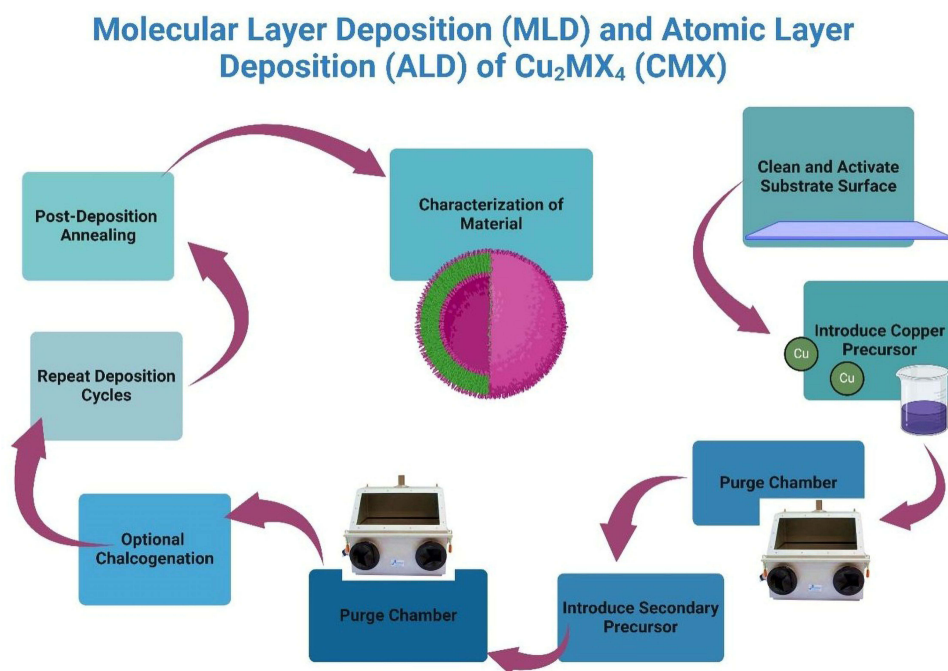 Molecular Layer Deposition (MLD) and Atomic Layer
Deposition (ALD) of Cu₂MX₄ (CMX)
Clean and Activate
Substrate Surface
Introduce Copper
Precursor
Cu
Cu
Purge Chamber
Introduce Secondary
Precursor
Purge Chamber
Optional
Chalcogenation
Repeat Deposition
Cycles
Post-Deposition
Annealing
Characterization of
Material